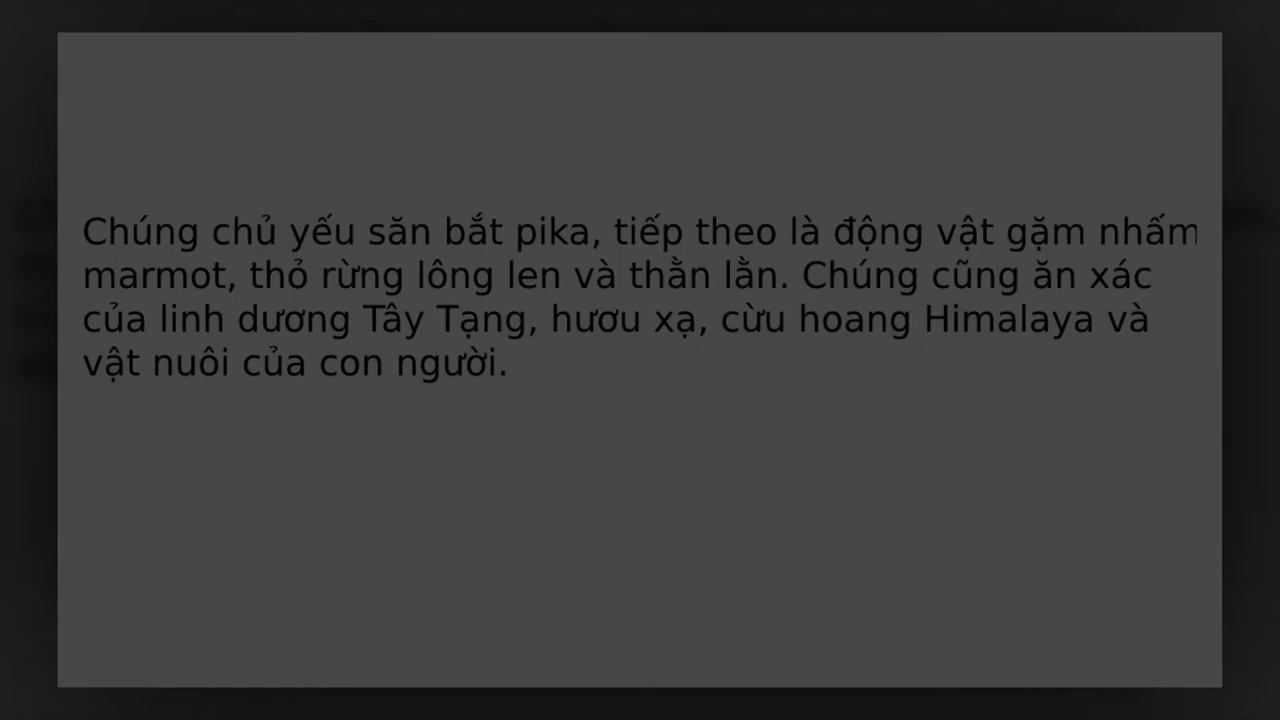 Chúng chủ yếu săn bắt pika, tiếp theo là động vật gặm nhấm
marmot, thỏ rừng lông len và thằn lằn. Chúng cũng ăn xác
của linh dương Tây Tạng, hươu xạ, cừu hoang Himalaya và
vật nuôi của con người.